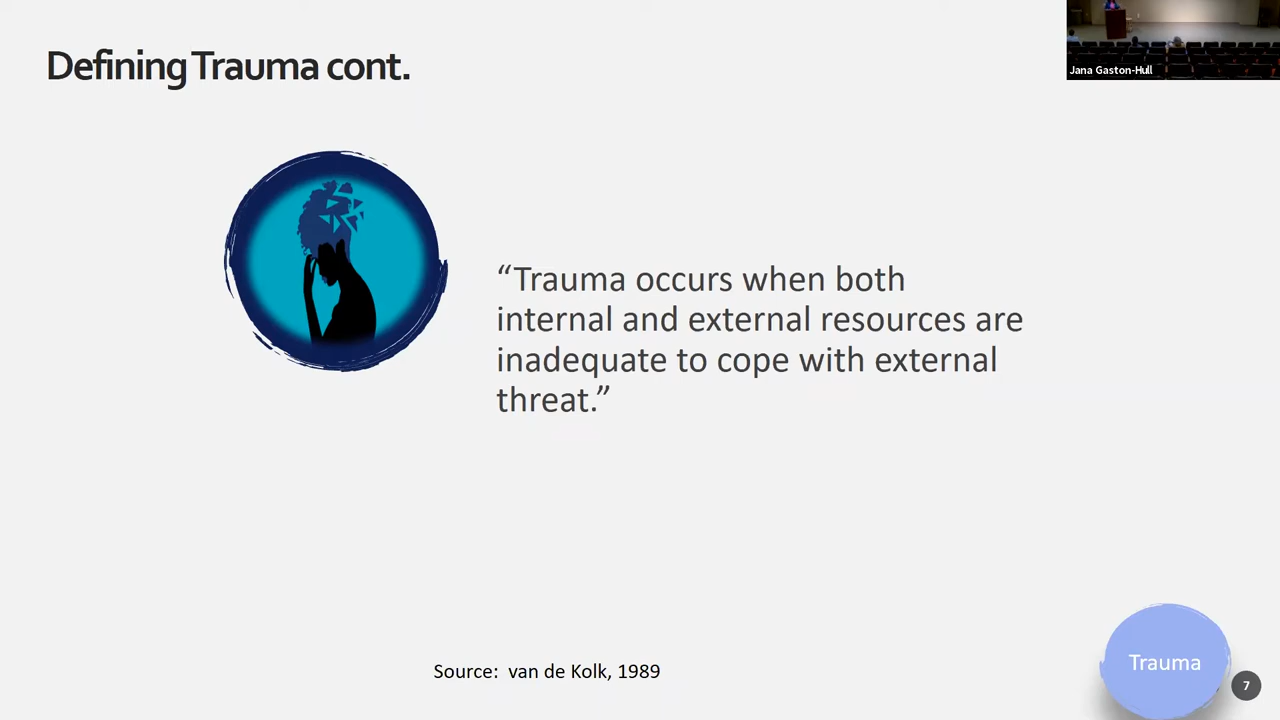 Defining Trauma cont.
Jana Gaston-Hull
“Trauma occurs when both
internal and external resources are
inadequate to cope with external
threat.”
Source:  van de Kolk, 1989
Trauma
7